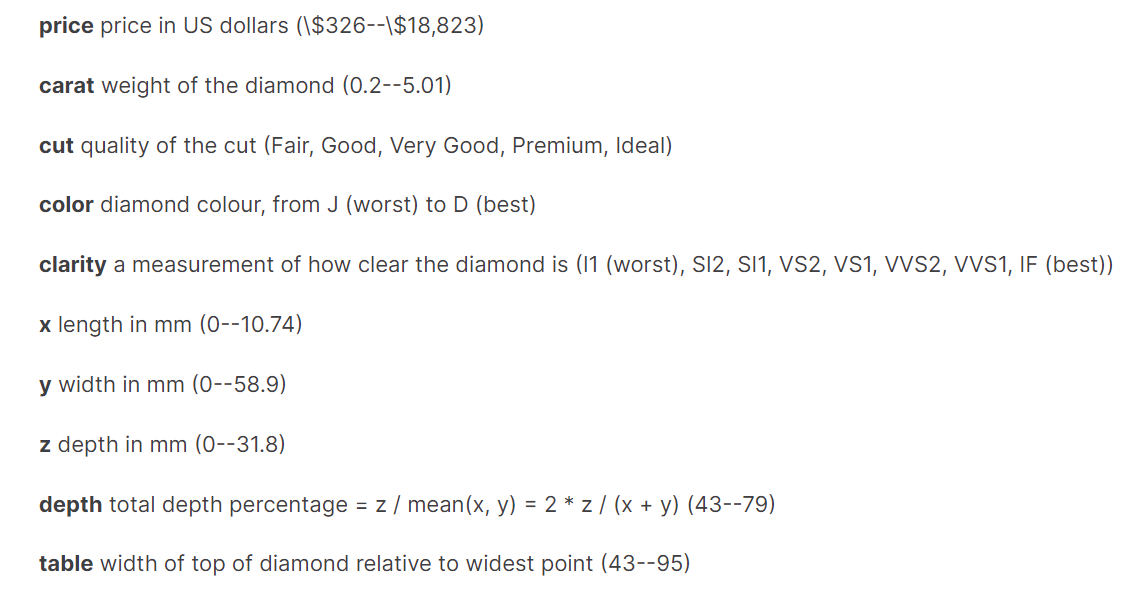 price price in US dollars (\$326--\$18,823)
carat weight of the diamond (0.2--5.01)
cut quality of the cut (Fair, Good, Very Good, Premium, Ideal)
color diamond colour, from J (worst) to D (best)
clarity a measurement of how clear the diamond is (I1 (worst), SI2, SI1, VS2, VS1, VVS2, VVS1, IF (best))
x length in mm (0--10.74)
y width in mm (0--58.9)
z depth in mm (0--31.8)
depth total depth percentage = z / mean(x, y) = 2 * z / (x + y) (43--79)
table width of top of diamond relative to widest point (43--95)